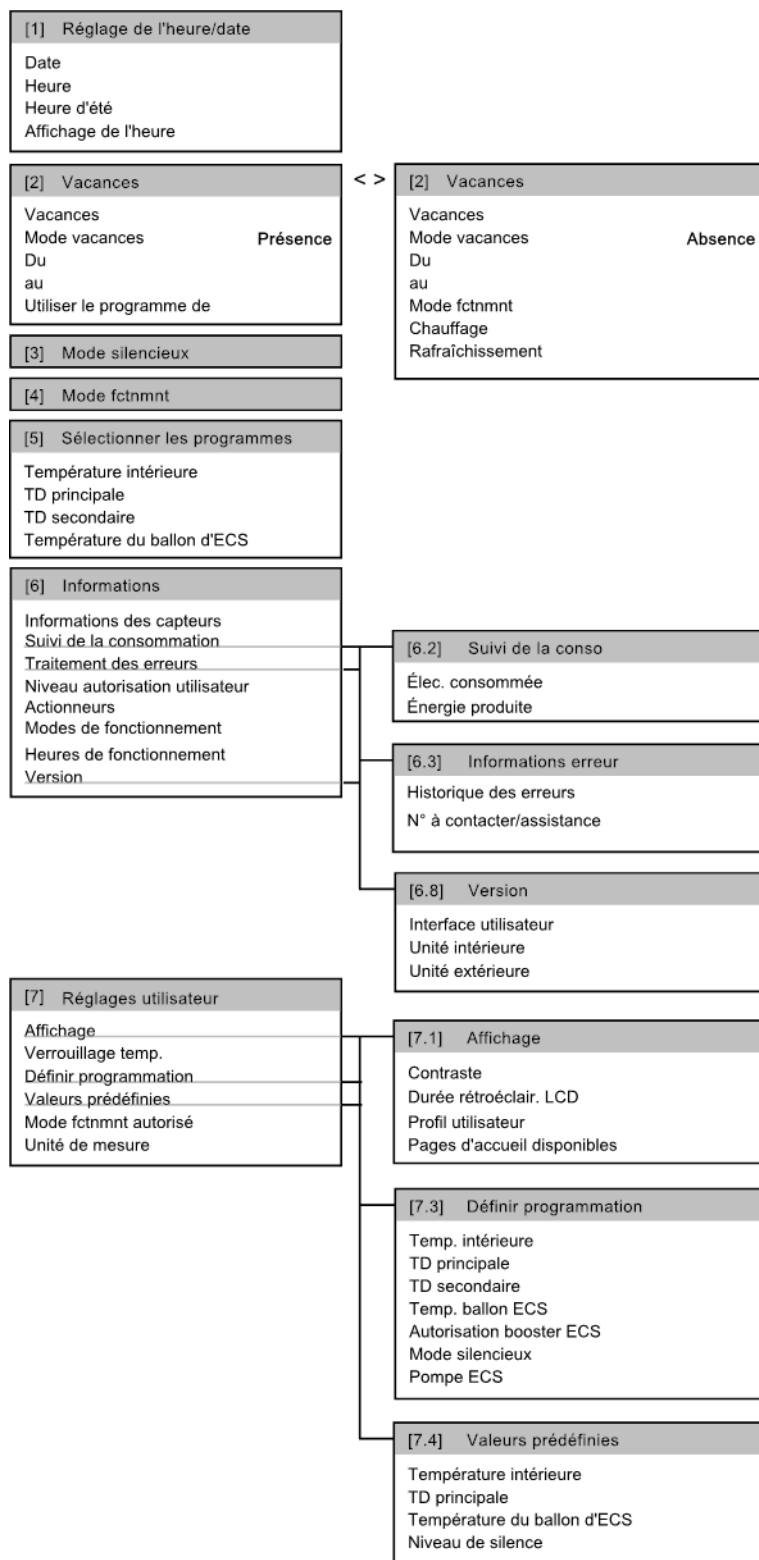 [1] Réglage de l'heure/date
Date
Heure
Heure d'été
Affichage de l'heure
[2] Vacances
Vacances
Mode vacances Présence
Du
au
Utiliser le programme de
< >
[2] Vacances
Vacances
Mode vacances Absence
Du
au
Mode fctnmnt
Chauffage
Rafraîchissement
[3] Mode silencieux
[4] Mode fctnmnt
[5] Sélectionner les programmes
Température intérieure
TD principale
TD secondaire
Température du ballon d'ECS
[6] Informations
Informations des capteurs
Suivi de la consommation
Traitement des erreurs
Niveau autorisation utilisateur
Actionneurs
Modes de fonctionnement
Heures de fonctionnement
Version
[6.2] Suivi de la conso
Élec. consommée
Énergie produite
[6.3] Informations erreur
Historique des erreurs
N° à contacter/assistance
[6.8] Version
Interface utilisateur
Unité intérieure
Unité extérieure
[7] Réglages utilisateur
Affichage
Verrouillage temp.
Définir programmation
Valeurs prédéfinies
Mode fctnmnt autorisé
Unité de mesure
[7.1] Affichage
Contraste
Durée rétroéclair. LCD
Profil utilisateur
Pages d'accueil disponibles
[7.3] Définir programmation
Temp. intérieure
TD principale
TD secondaire
Temp. ballon ECS
Autorisation booster ECS
Mode silencieux
Pompe ECS
[7.4] Valeurs prédéfinies
Température intérieure
TD principale
Température du ballon d'ECS
Niveau de silence